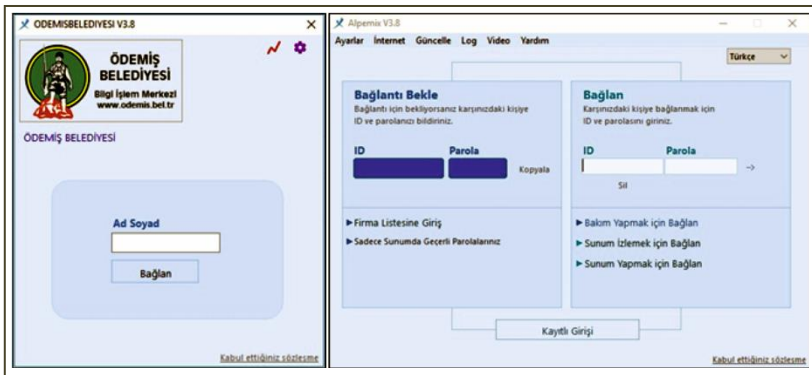 ODEMISBELEDIYESI V3.8
ÖDEMİŞ
BELEDİYESİ
Bilgi İşlem Merkezi
www.odemis.bel.tr
ÖDEMİŞ BELEDİYESİ
Ad Soyad
Bağlan
Kabul ettiğiniz sözlesme
Alpemix V3.8
Ayarlar İnternet Güncelle Log Video Yardım
Türkçe
Bağlantı Bekle
Bağlantı için bekliyorsanız karşınızdaki kişiye
ID ve parolanızı bildiriniz.
ID Parola
Kopyala
Firma Listesine Giriş
Sadece Sunumda Geçerli Parolalarınız
Bağlan
Karşınızdaki kişiye bağlanmak için
ID ve parolasını giriniz.
ID Parola
->
Sil
Bakım Yapmak için Bağlan
Sunum İzlemek için Bağlan
Sunum Yapmak için Bağlan
Kayıtlı Girişi
Kabul ettiğiniz sözlesme